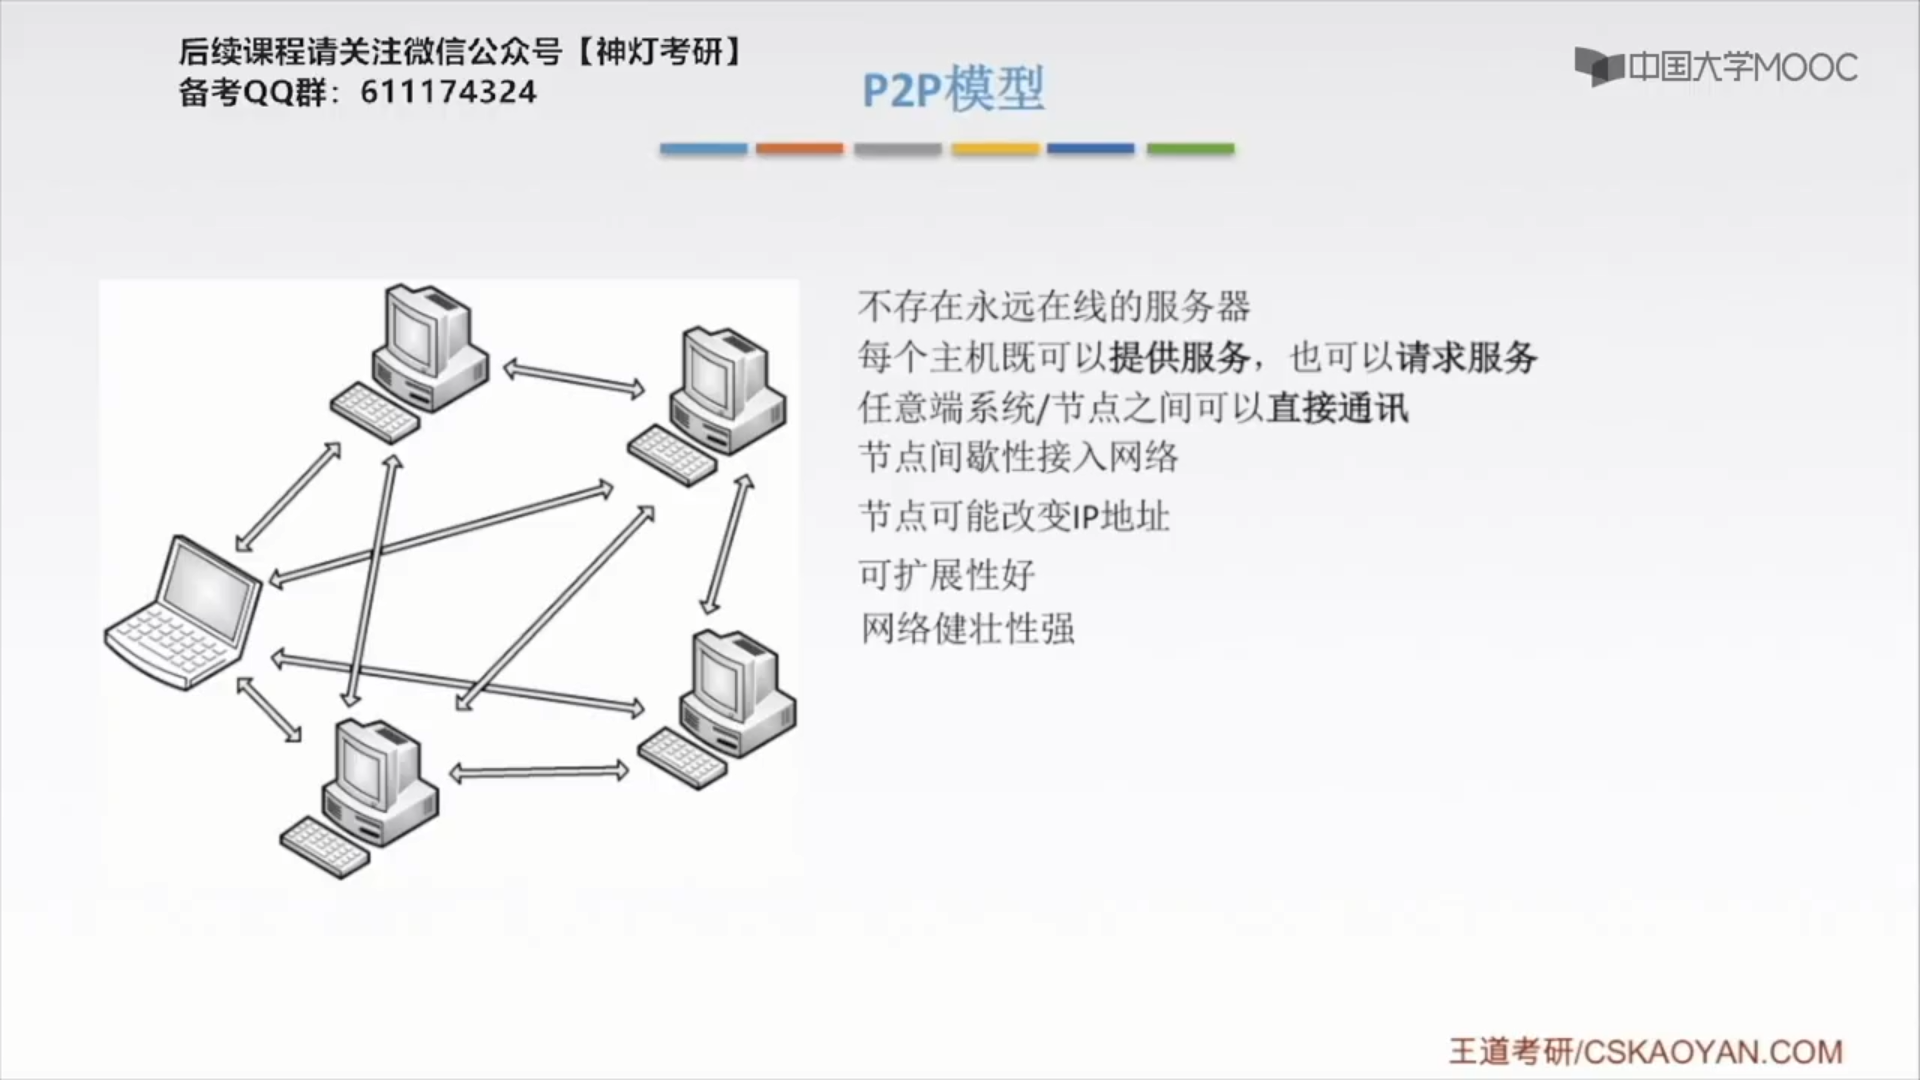 后续课程请关注微信公众号【神灯考研】
备考QQ群：611174324
P2P模型
中国大学MOOC
不存在永远在线的服务器
每个主机既可以提供服务，也可以请求服务
任意端系统/节点之间可以直接通讯
节点间歇性接入网络
节点可能改变IP地址
可扩展性好
网络健壮性强
王道考研/CSKAOYAN.COM